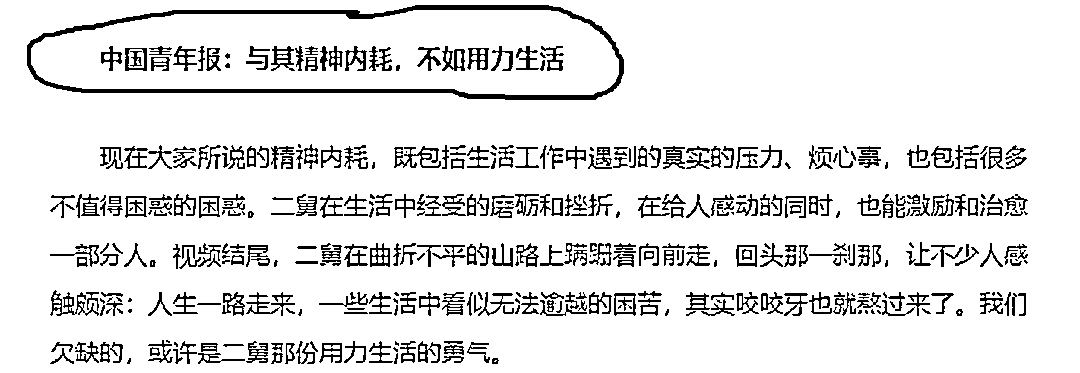 中国青年报：与其精神内耗，不如用力生活
现在大家所说的精神内耗，既包括生活工作中遇到的真实的压力、烦心事，也包括很多
不值得困惑的困惑。二舅在生活中经受的磨砺和挫折，在给人感动的同时，也能激励和治愈
一部分人。视频结尾，二舅在曲折不平的山路上蹒跚着向前走，回头那一刹那，让不少人感
触颇深：人生一路走来，一些生活中看似无法逾越的困苦，其实咬咬牙也就熬过来了。我们
欠缺的，或许是二舅那份用力生活的勇气。